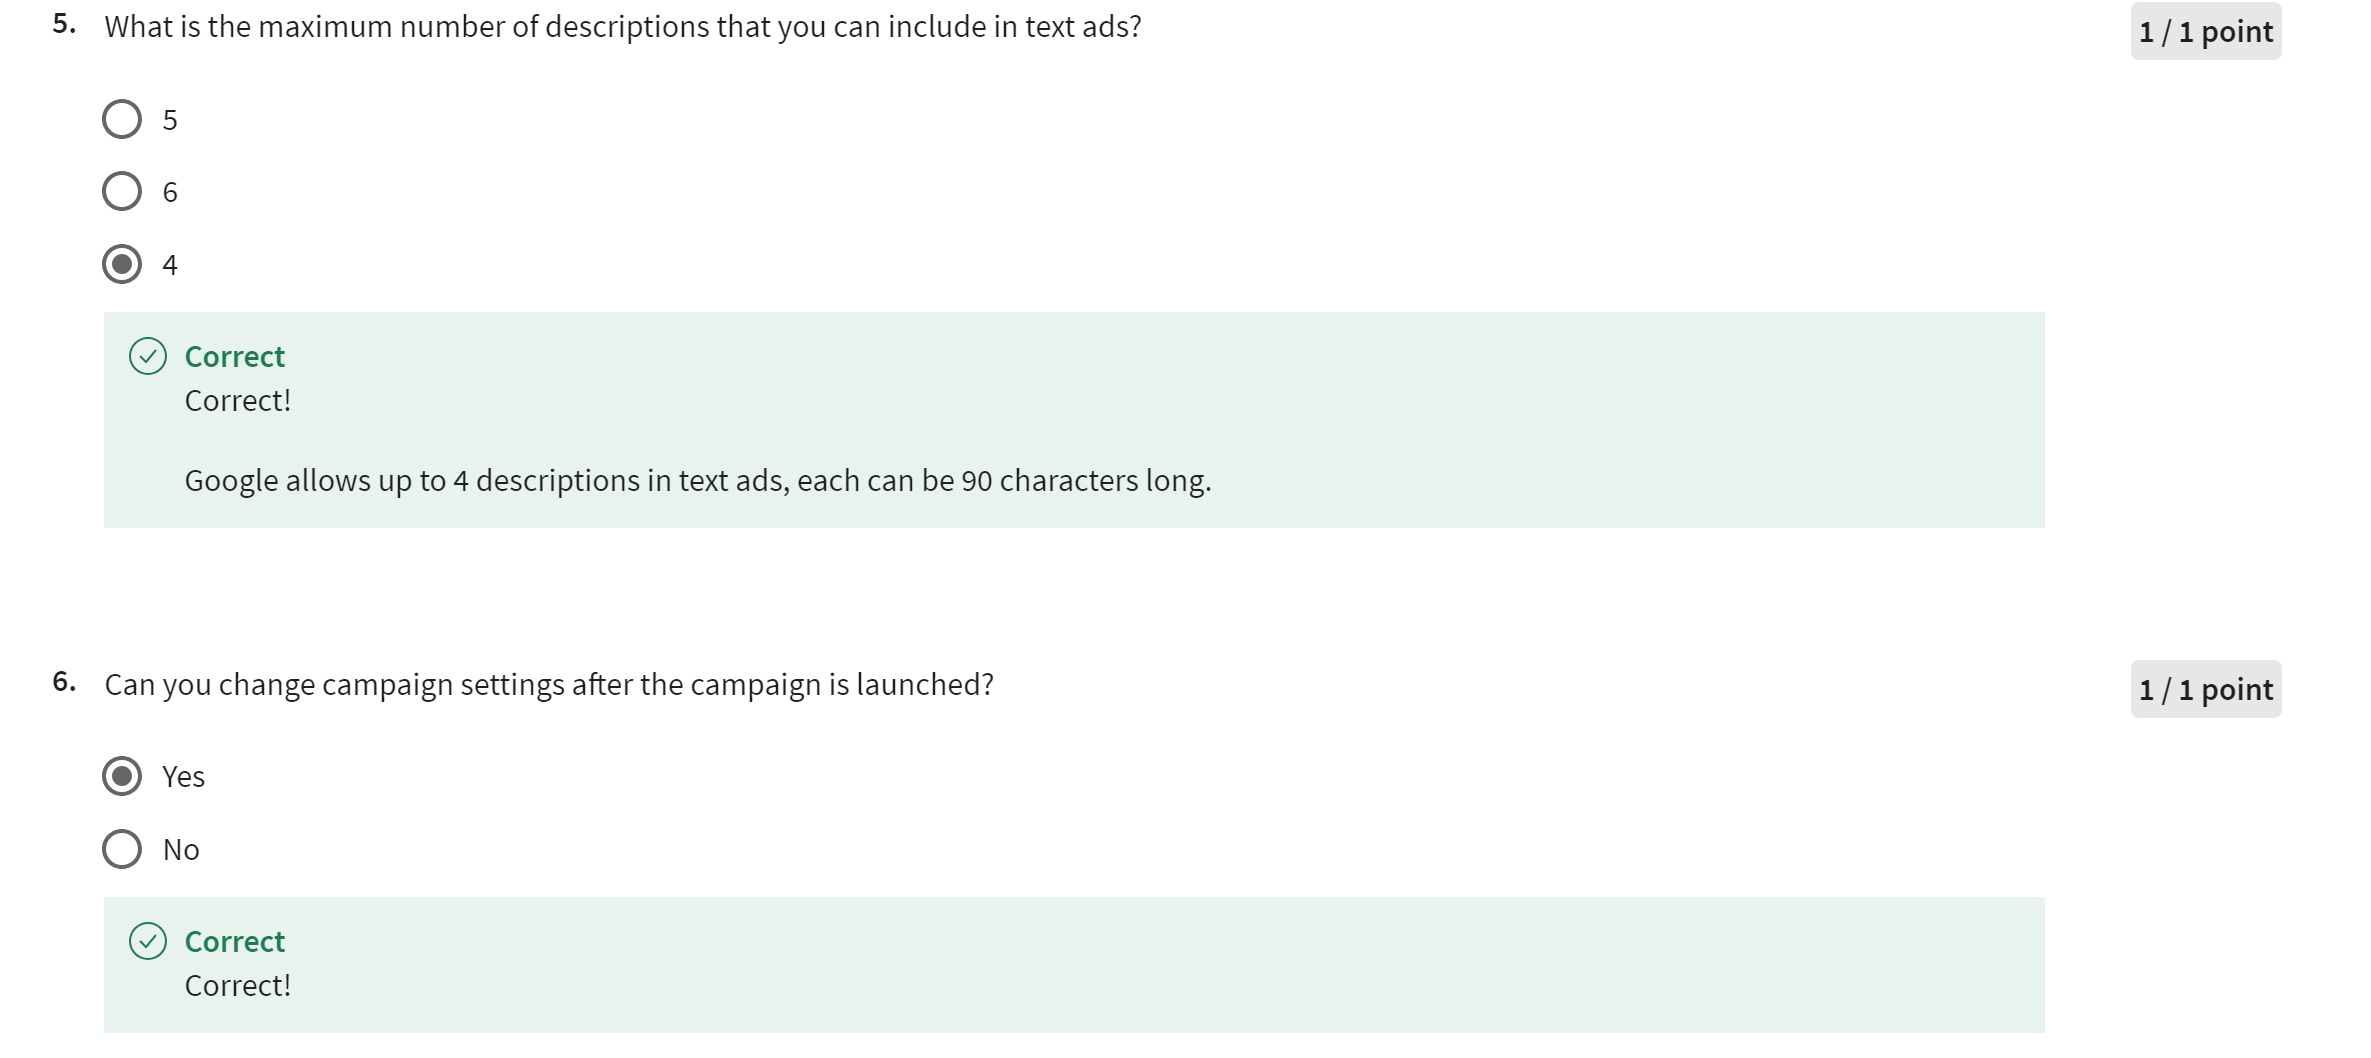 5. What is the maximum number of descriptions that you can include in text ads?
1 / 1 point
5
6
4
Correct
Correct!
Google allows up to 4 descriptions in text ads, each can be 90 characters long.
6. Can you change campaign settings after the campaign is launched?
1 / 1 point
Yes
No
Correct
Correct!